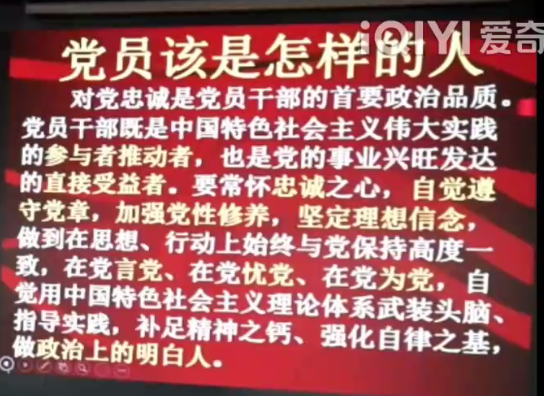 iQIYI 爱奇
党员该是怎样的人
对党忠诚是党员干部的首要政治品质。
党员干部既是中国特色社会主义伟大实践
的参与者推动者，也是党的事业兴旺发达
的直接受益者。要常怀忠诚之心，自觉遵
守党章，加强党性修养，坚定理想信念，
做到在思想、行动上始终与党保持高度一
致，在党言党、在党忧党、在党为党，自
觉用中国特色社会主义理论体系武装头脑、
指导实践，补足精神之钙、强化自律之基，
做政治上的明白人。